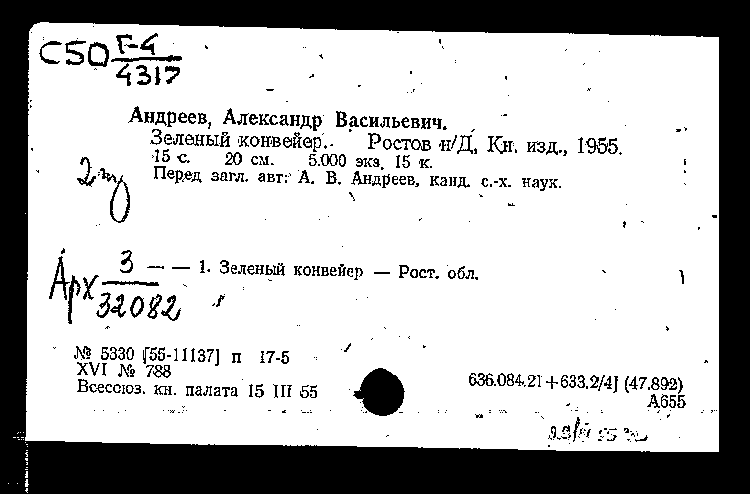 С50 Г-4
4317
Андреев, Александр Васильевич.
Зеленый конвейер. Ростов н/Д, Кн. изд., 1955.
15 с. 20 см. 5.000 экз. 15 к.
Перед загл. авт: А. В. Андреев, канд. с.-х. наук.
Арх 3
32082
— — 1. Зеленый конвейер — Рост. обл.
№ 5330 [55-11137] п 17-5
XVI № 788
Всесоюз. кн. палата 15 III 55
636.084.21+633.2/4] (47.892)
А655